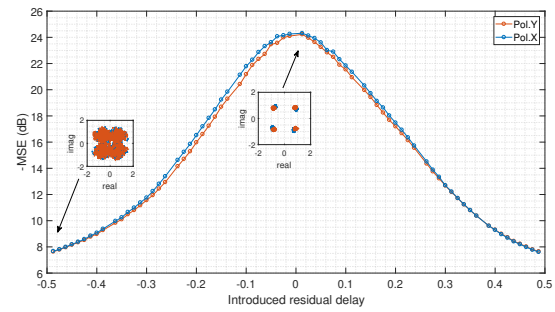 26
24
22
20
18
16
14
12
10
8
6
-MSE (dB)
Pol.Y
Pol.X
2
0
-2
imag
-2 0 2
real
2
0
-2
imag
-2 0 2
real
-0.5 -0.4 -0.3 -0.2 -0.1 0 0.1 0.2 0.3 0.4 0.5
Introduced residual delay